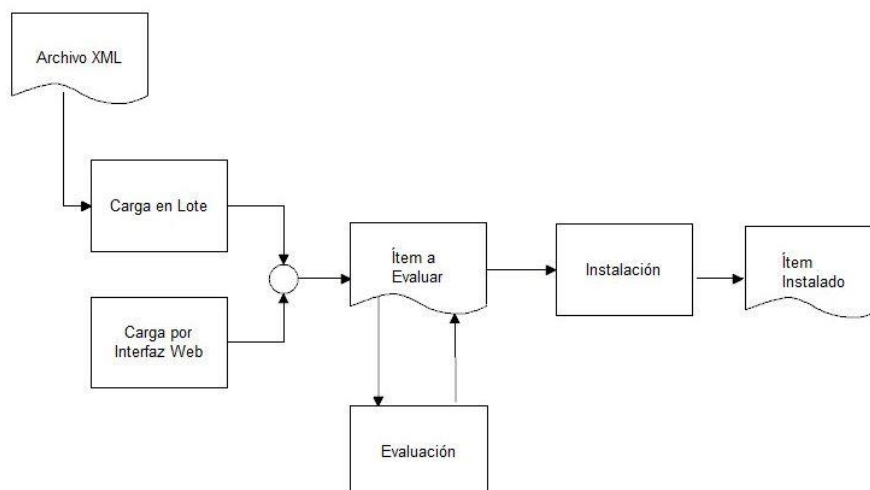 Archivo XML
Carga en Lote
Carga por
Interfaz Web
Ítem a
Evaluar
Evaluación
Instalación
Ítem
Instalado